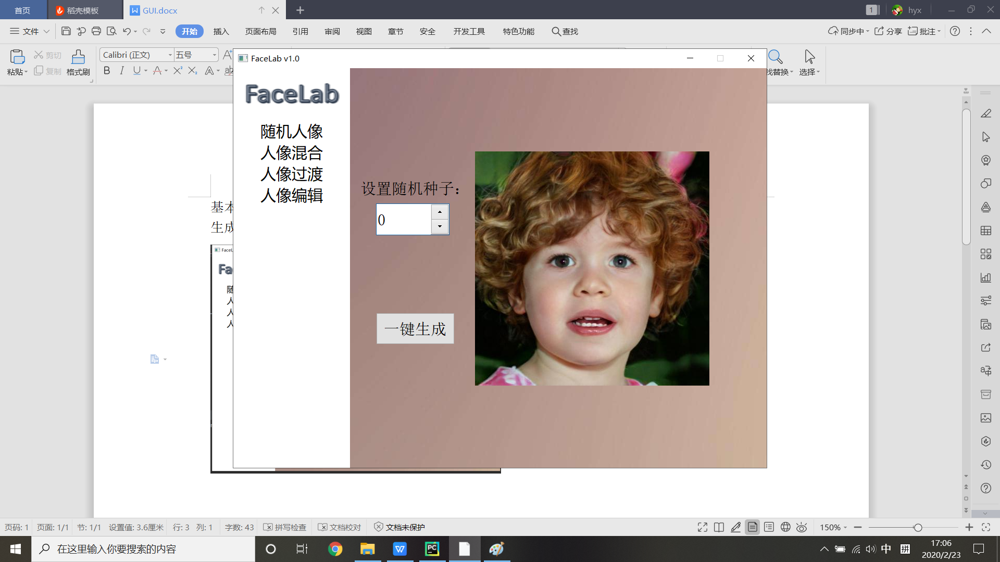 首页
稻壳模板
GUI.docx
1
hyx
文件
开始
插入
页面布局
引用
审阅
视图
章节
安全
开发工具
特色功能
查找
同步中
分享
批注
粘贴
剪切
复制
格式刷
Calibri (正文)
五号
找替换
选择
FaceLab v1.0
FaceLab
随机人像
人像混合
人像过渡
人像编辑
设置随机种子：
0
一键生成
基本
生成
FaceL
Fa
随
人
人
人
页码: 1
页面: 1/1
节: 1/1
设置值: 3.6厘米
行: 3
列: 1
字数: 43
拼写检查
文档校对
文档未保护
150%
在这里输入你要搜索的内容
中
拼
17:06
2020/2/23